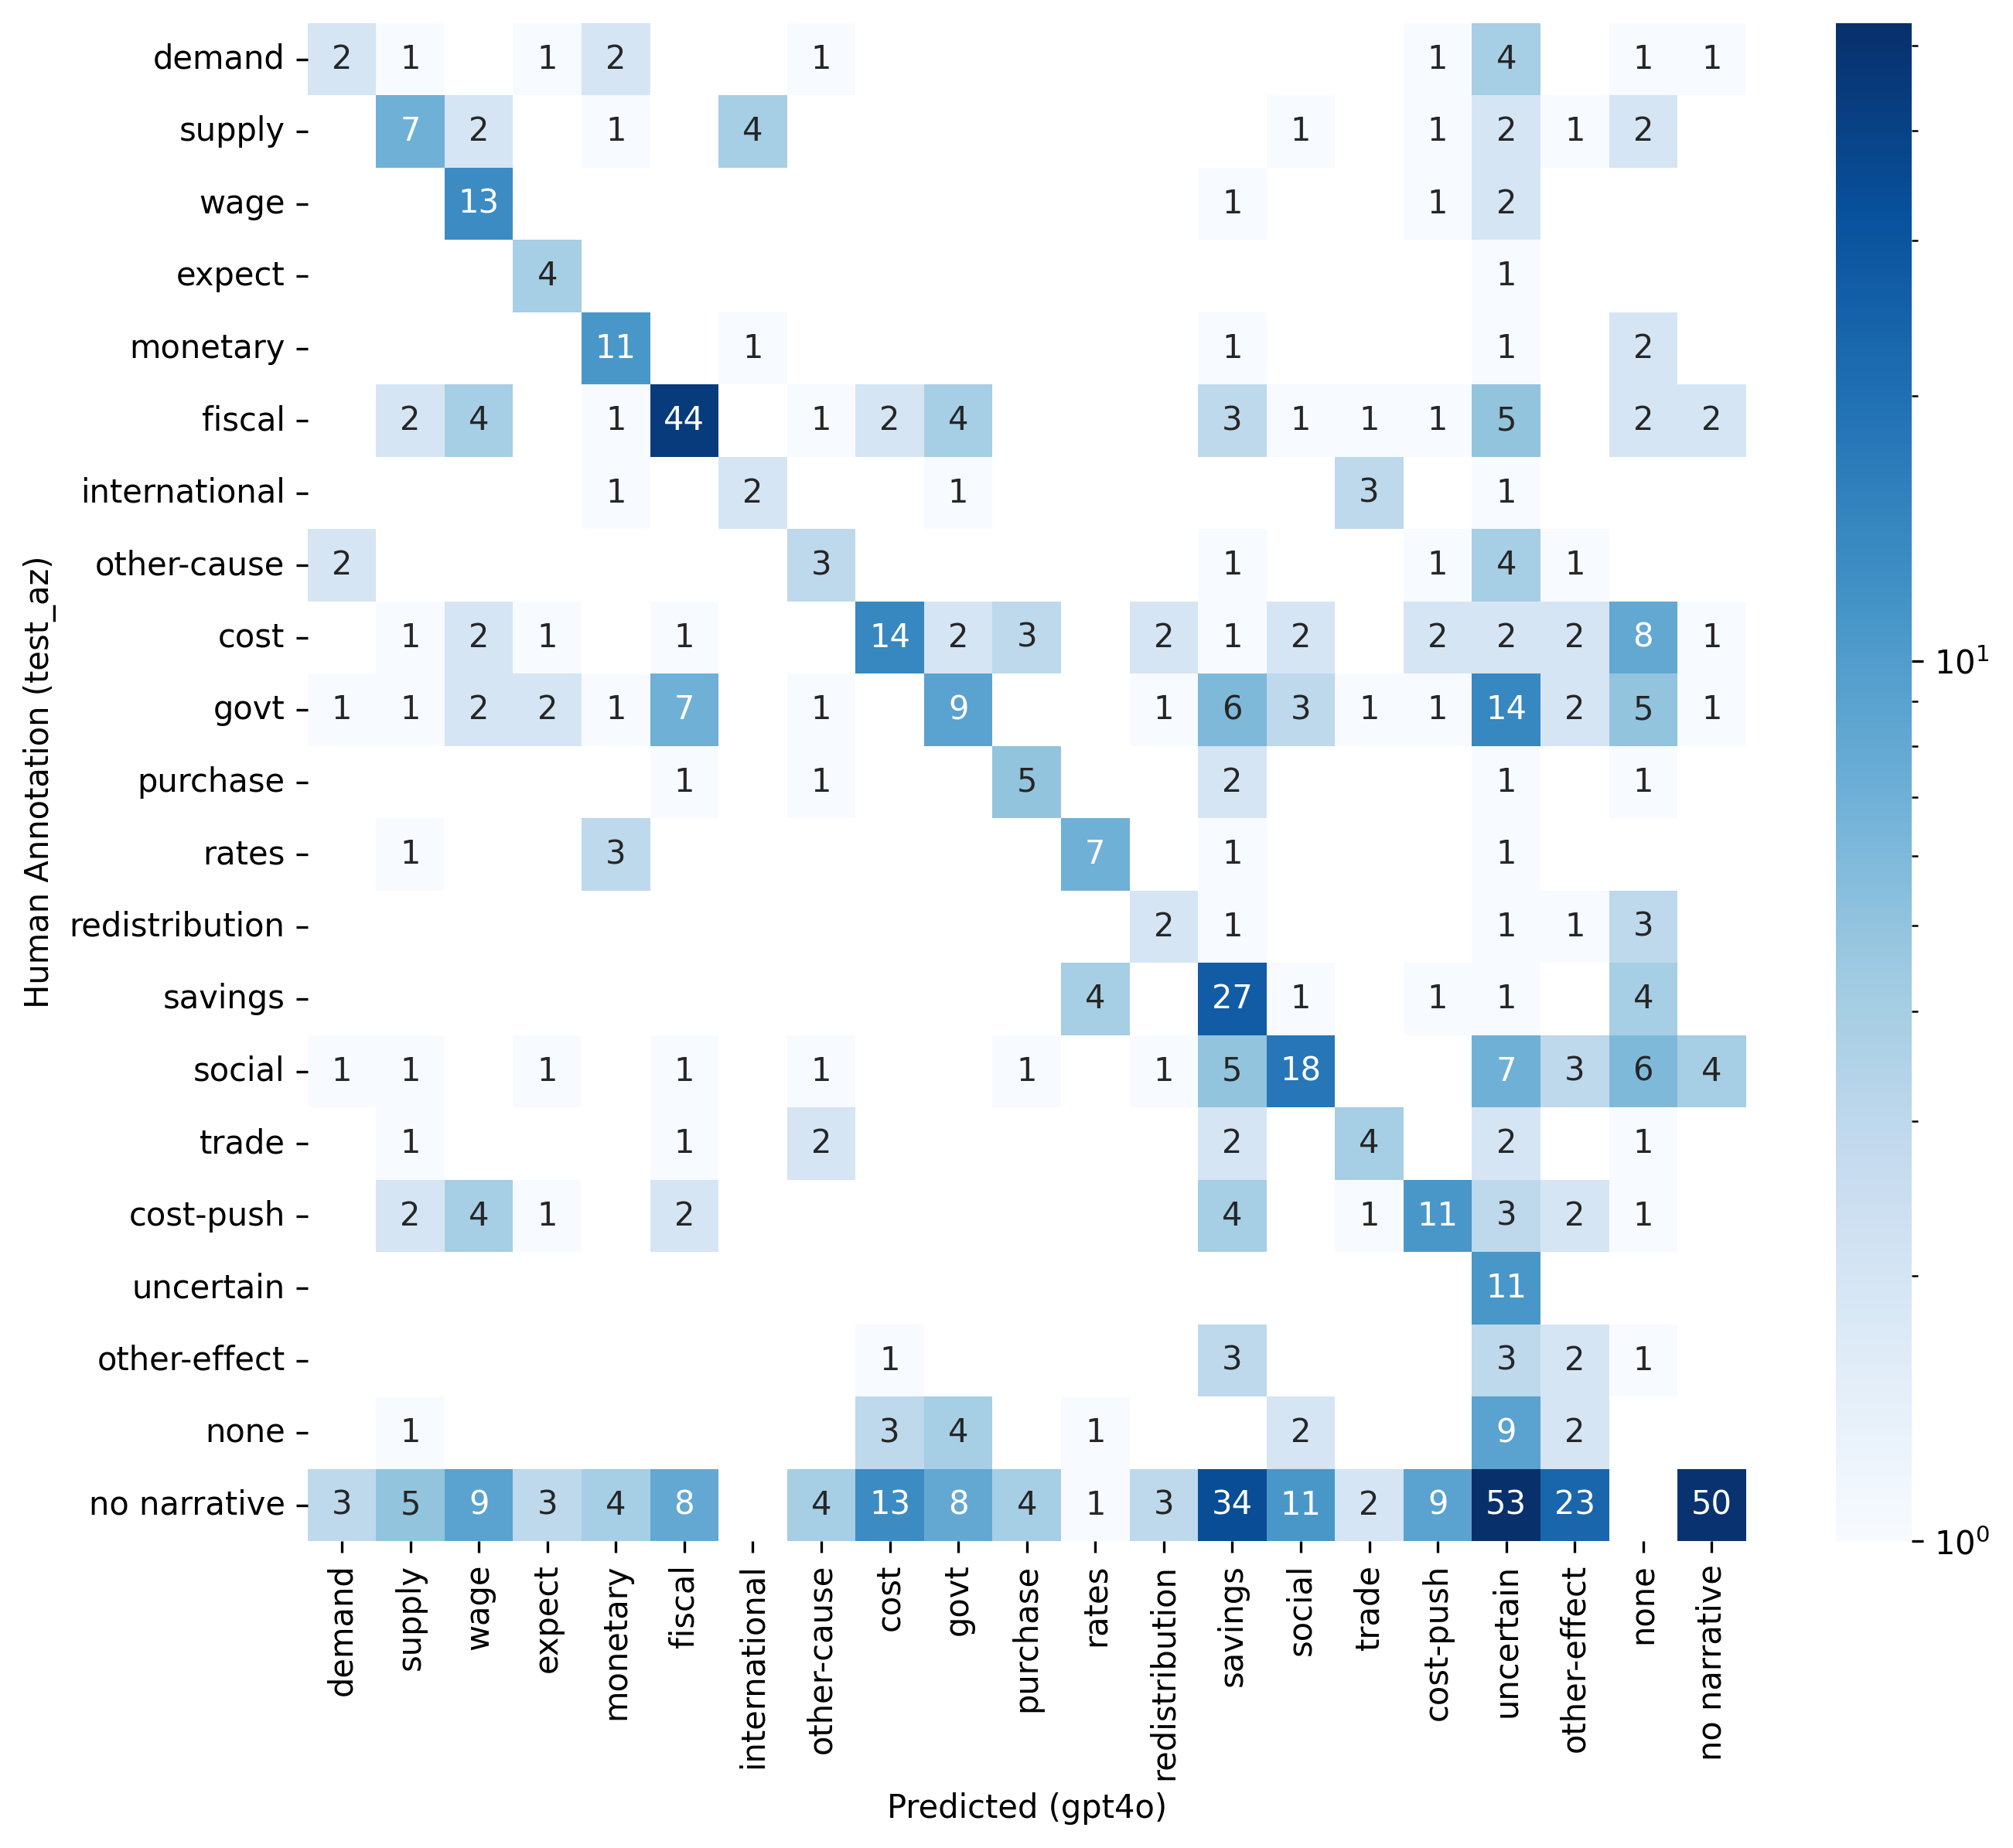 demand 2 1 1 2 1 1 4 1 1
supply 7 2 1 4 1 1 2 1 2
wage 13 1 1 2
expect 4 1
monetary 11 1 1 1 2
fiscal 2 4 1 44 1 2 4 3 1 1 1 5 2 2
international 1 2 1 3 1
other-cause 2 3 1 1 4 1
cost 1 2 1 1 14 2 3 2 1 2 2 2 2 8 1
govt 1 1 2 2 1 7 1 9 1 6 3 1 1 14 2 5 1
purchase 1 1 5 2 1 1
rates 1 3 7 1 1
redistribution 2 1 1 1 3
savings 4 27 1 1 1 4
social 1 1 1 1 1 1 1 5 18 7 3 6 4
trade 1 1 2 2 4 2 1
cost-push 2 4 1 2 4 1 11 3 2 1
uncertain 11
other-effect 1 3 3 2 1
none 1 3 4 1 2 9 2
no narrative 3 5 9 3 4 8 4 13 8 4 1 3 34 11 2 9 53 23 50
Human Annotation (test_az)
demand
supply
wage
expect
monetary
fiscal
international
other-cause
cost
govt
purchase
rates
redistribution
savings
social
trade
cost-push
uncertain
other-effect
none
no narrative
Predicted (gpt4o)
10¹
10⁰